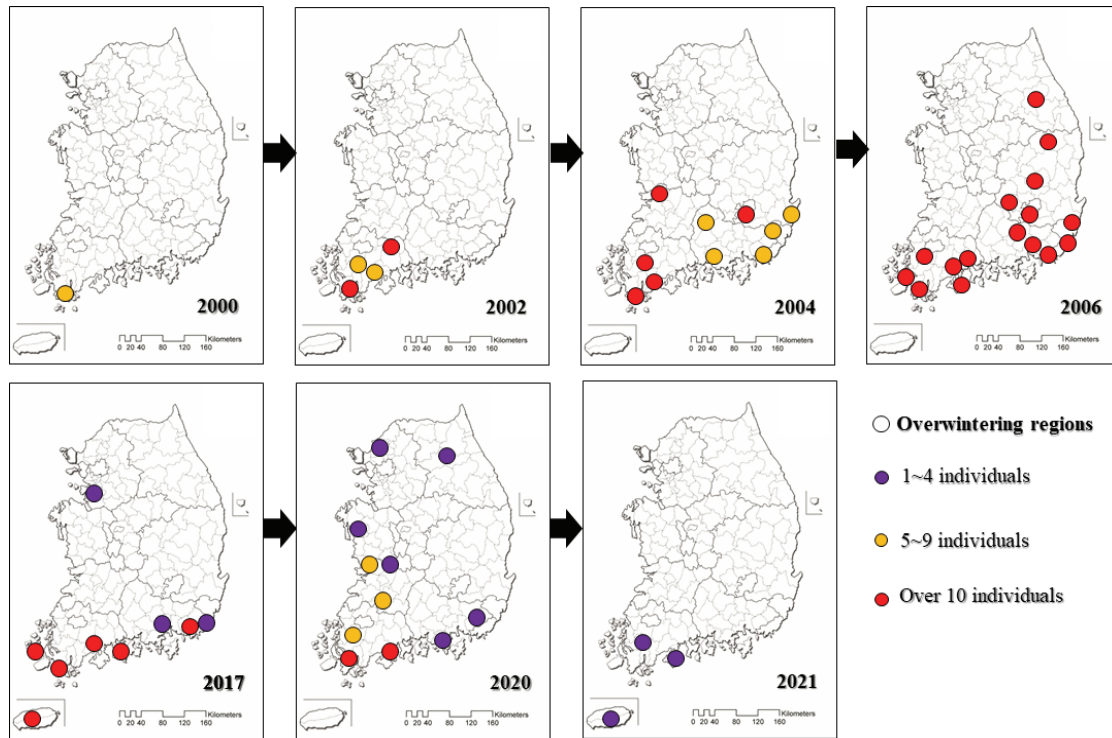 2000
0 20 40 80 120 160 Kilometers
2002
0 20 40 80 120 160 Kilometers
2004
0 20 40 80 120 160 Kilometers
2006
0 20 40 80 120 160 Kilometers
2017
0 20 40 80 120 160 Kilometers
2020
0 20 40 80 120 160 Kilometers
2021
0 20 40 80 120 160 Kilometers
Overwintering regions
1~4 individuals
5~9 individuals
Over 10 individuals